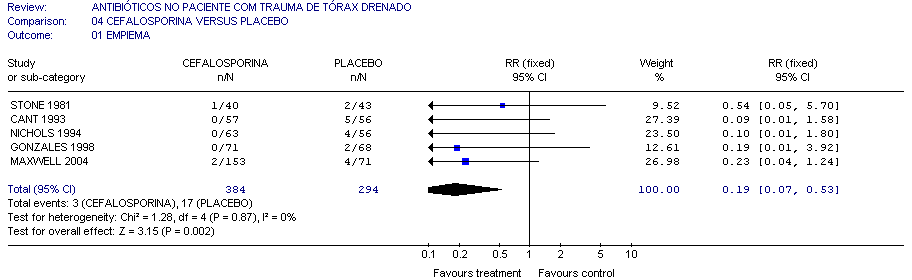 Review: ANTIBIÓTICOS NO PACIENTE COM TRAUMA DE TÓRAX DRENADO
Comparison: 04 CEFALOSPORINA VERSUS PLACEBO
Outcome: 01 EMPIEMA
Study CEFALOSPORINA PLACEBO RR (fixed) Weight RR (fixed)
or sub-category n/N n/N 95% CI % 95% CI
STONE 1981 1/40 2/43 9.52 0.54 [0.05, 5.70]
CANT 1993 0/57 5/56 27.39 0.09 [0.01, 1.58]
NICHOLS 1994 0/63 4/56 23.50 0.10 [0.01, 1.80]
GONZALES 1998 0/71 2/68 12.61 0.19 [0.01, 3.92]
MAXWELL 2004 2/153 4/71 26.98 0.23 [0.04, 1.24]
Total (95% CI) 384 294 100.00 0.19 [0.07, 0.53]
Total events: 3 (CEFALOSPORINA), 17 (PLACEBO)
Test for heterogeneity: Chi² = 1.28, df = 4 (P = 0.87), I² = 0%
Test for overall effect: Z = 3.15 (P = 0.002)
0.1 0.2 0.5 1 2 5 10
Favours treatment Favours control